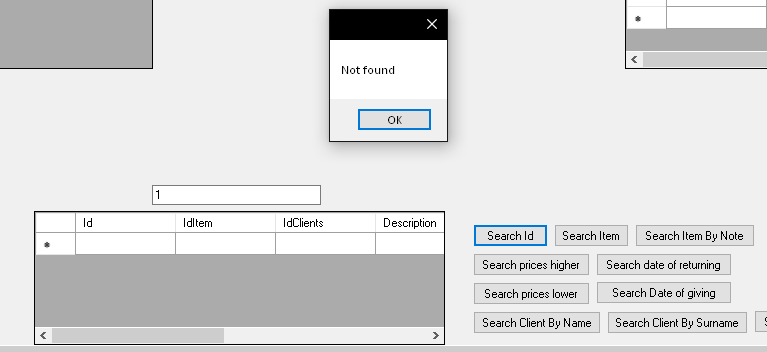 Not found
OK
1
Id IdItem IdClients Description
Search Id Search Item Search Item By Note
Search prices higher Search date of returning
Search prices lower Search Date of giving
Search Client By Name Search Client By Surname